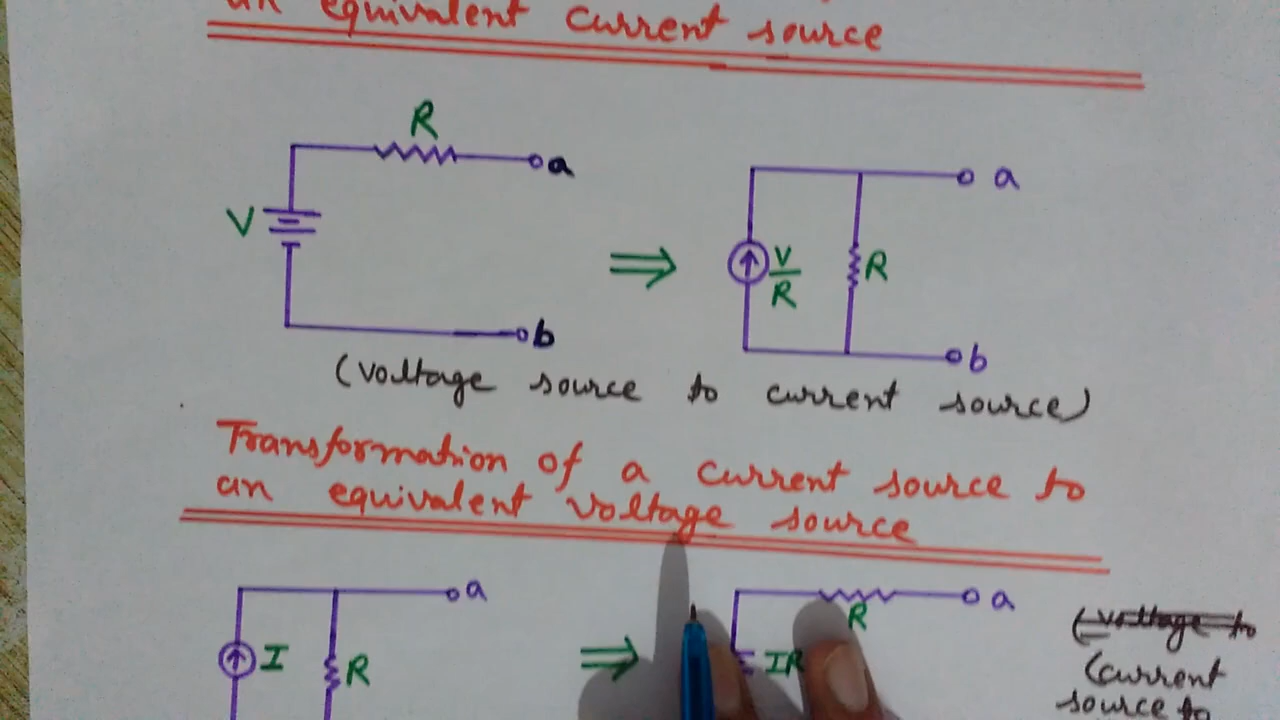 an equivalent current source
R
a
V
b
V
R
R
a
b
(Voltage source to current source)
Transformation of a current source to
an equivalent voltage source
a
I
R
R
a
IR
(voltage to
(current
source to